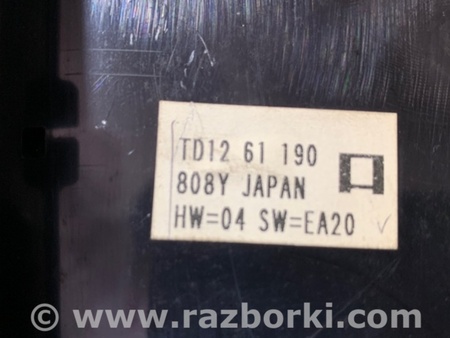 TD12 61 190
808Y JAPAN
HW=04 SW=EA20
© www.razborki.com